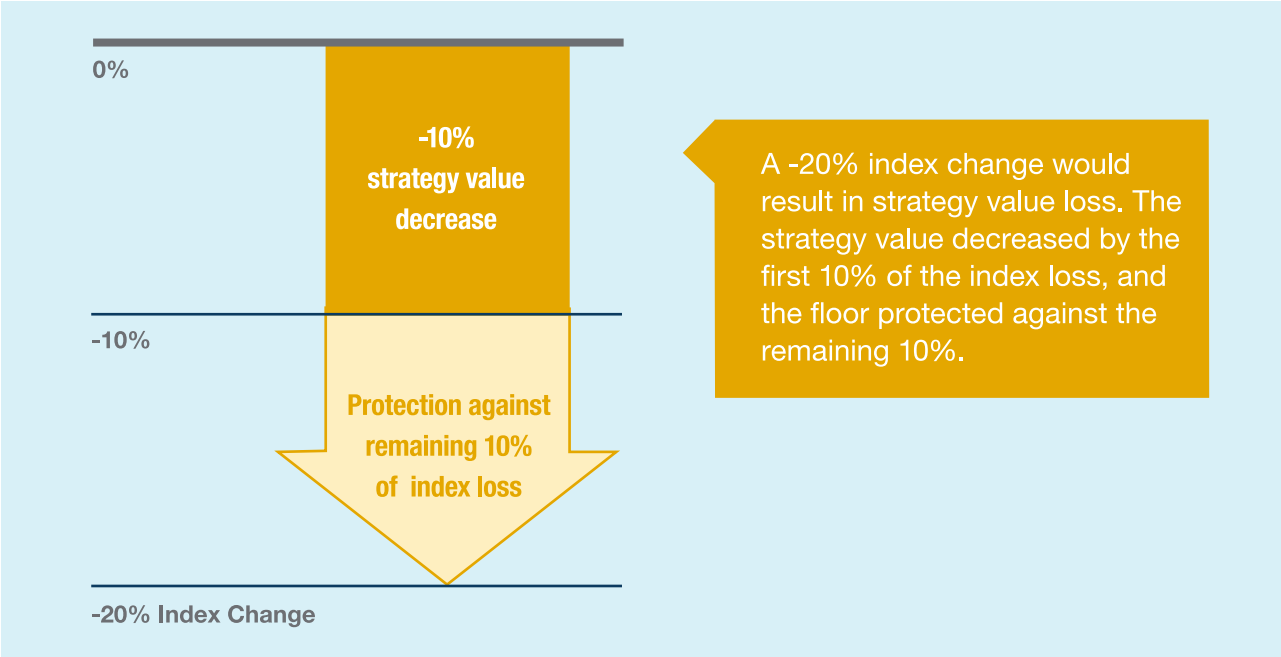 0%
-10%
strategy value
decrease
A -20% index change would
result in strategy value loss. The
strategy value decreased by the
first 10% of the index loss, and
the floor protected against the
remaining 10%.
-10%
Protection against
remaining 10%
of index loss
-20% Index Change